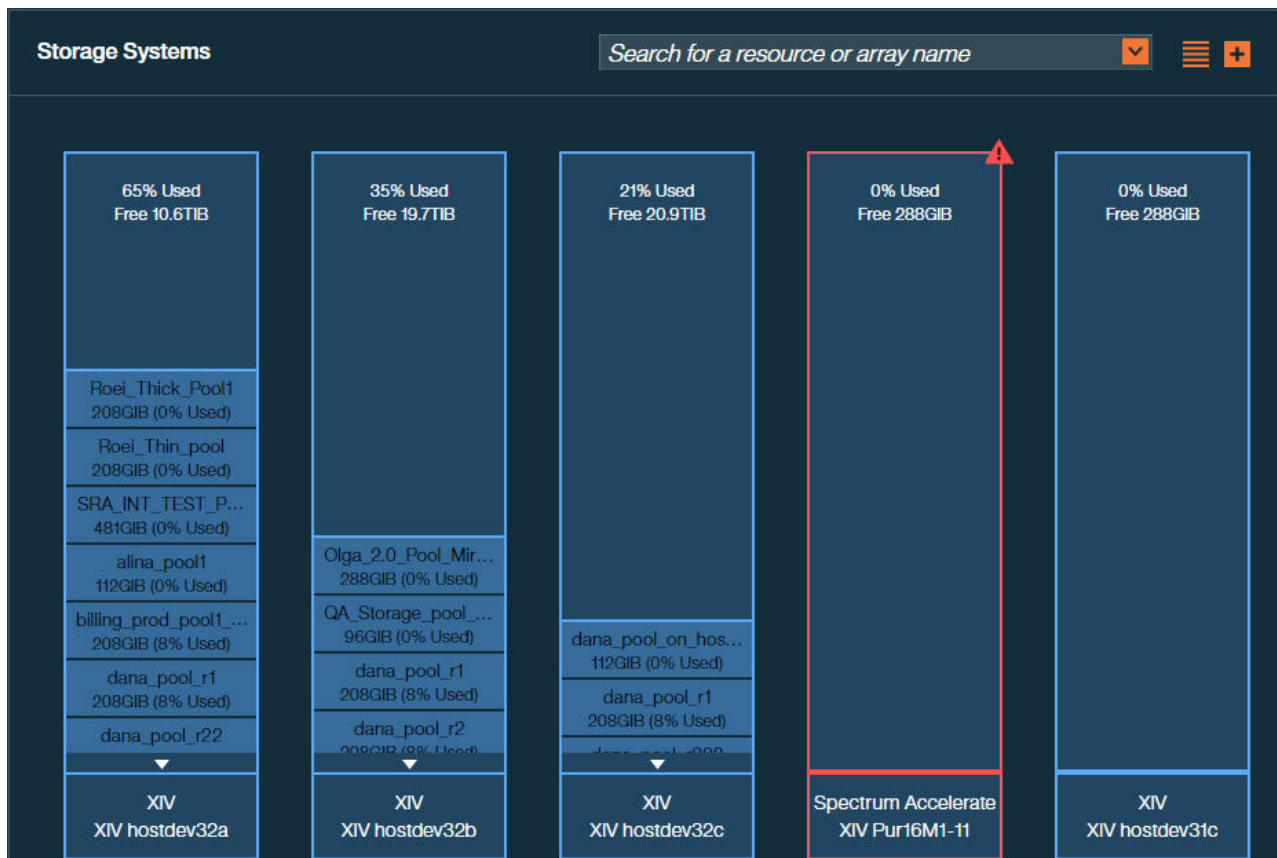 Storage Systems
Search for a resource or array name
65% Used
Free 10.6TIB
Roei_Thick_Pool1
208GIB (0% Used)
Roei_Thin_pool
208GIB (0% Used)
SRA_INT_TEST_P...
481GIB (0% Used)
alina_pool1
112GIB (0% Used)
billing_prod_pool1_...
208GIB (8% Used)
dana_pool_r1
208GIB (8% Used)
dana_pool_r22
XIV
XIV hostdev32a
35% Used
Free 19.7TIB
Olga_2.0_Pool_Mir...
288GIB (0% Used)
QA_Storage_pool_...
96GIB (0% Used)
dana_pool_r1
208GIB (8% Used)
dana_pool_r2
208GIB (8% Used)
XIV
XIV hostdev32b
21% Used
Free 20.9TIB
dana_pool_on_hos...
112GIB (0% Used)
dana_pool_r1
208GIB (8% Used)
XIV
XIV hostdev32c
0% Used
Free 288GIB
Spectrum Accelerate
XIV Pur16M1-11
0% Used
Free 288GIB
XIV
XIV hostdev31c